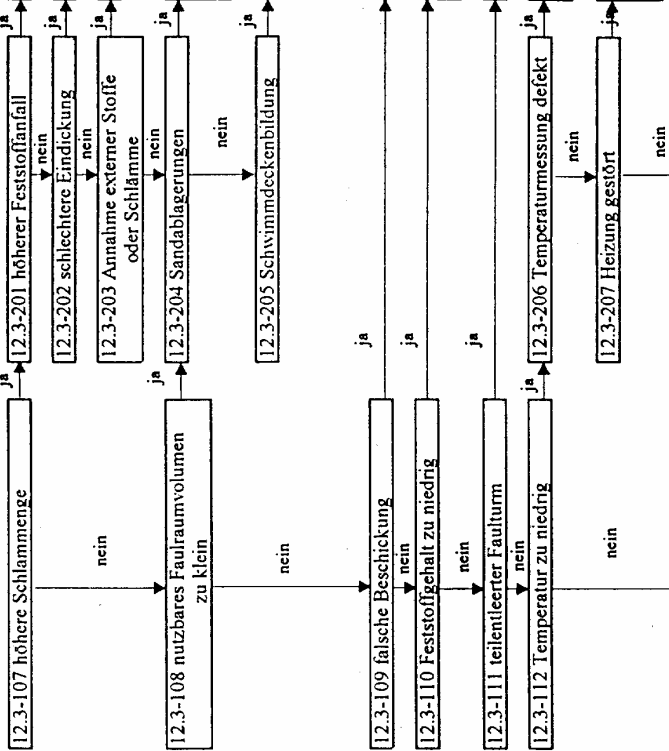 12.3-107 höhere Schlammenge
ja
12.3-201 höherer Feststoffanfall
ja
nein
12.3-202 schlechtere Eindickung
ja
nein
12.3-203 Annahme externer Stoffe
oder Schlämme
ja
nein
nein
12.3-108 nutzbares Faulraumvolumen
zu klein
ja
12.3-204 Sandablagerungen
ja
nein
12.3-205 Schwimmdeckenbildung
ja
nein
12.3-109 falsche Beschickung
ja
nein
12.3-110 Feststoffgehalt zu niedrig
ja
nein
12.3-111 teilentleerter Faulturm
ja
nein
12.3-112 Temperatur zu niedrig
ja
12.3-206 Temperaturmessung defekt
ja
nein
12.3-207 Heizung gestört
ja
nein
nein